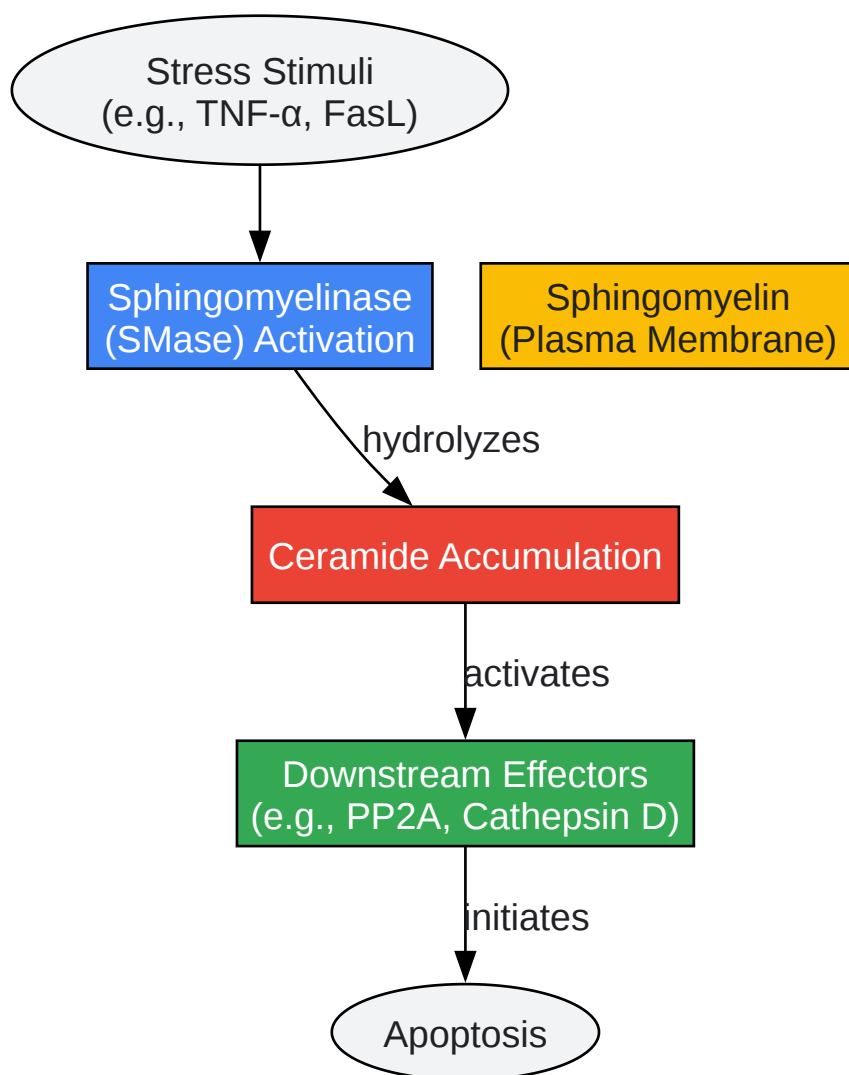 Stress Stimuli
(e.g., TNF-α, FasL)
Sphingomyelinase
(SMase) Activation
Sphingomyelin
(Plasma Membrane)
hydrolyzes
Ceramide Accumulation
activates
Downstream Effectors
(e.g., PP2A, Cathepsin D)
initiates
Apoptosis